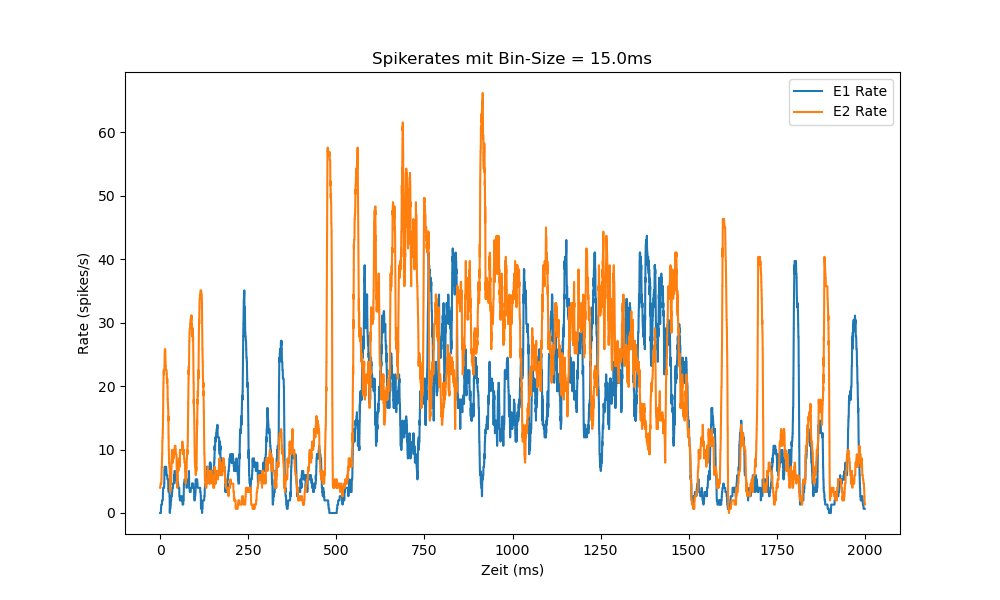 Spikerates mit Bin-Size = 15.0ms
E1 Rate
E2 Rate
Rate (spikes/s)
60
50
40
30
20
10
0
0 250 500 750 1000 1250 1500 1750 2000
Zeit (ms)